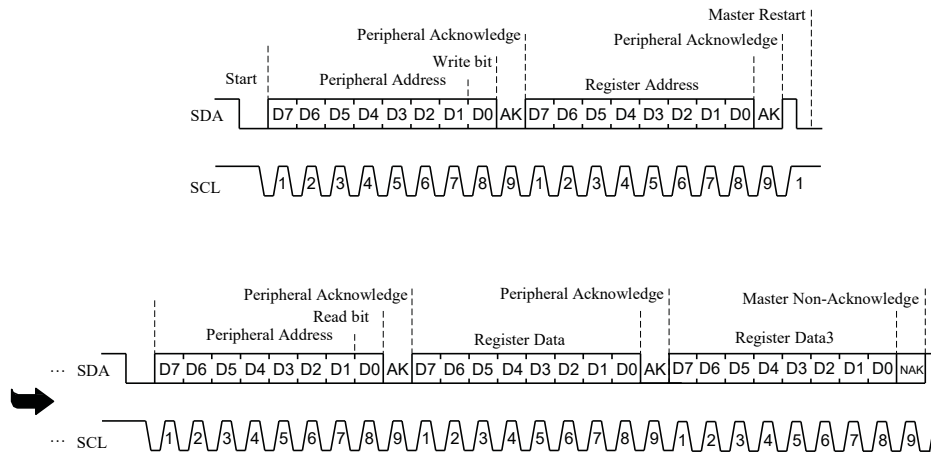 Master Restart
Peripheral Acknowledge Peripheral Acknowledge
Write bit
Start Peripheral Address Register Address
SDA D7 D6 D5 D4 D3 D2 D1 D0 AK D7 D6 D5 D4 D3 D2 D1 D0 AK
SCL 1 2 3 4 5 6 7 8 9 1 2 3 4 5 6 7 8 9 1
Peripheral Acknowledge Peripheral Acknowledge Master Non-Acknowledge
Read bit
Peripheral Address Register Data Register Data3
... SDA D7 D6 D5 D4 D3 D2 D1 D0 AK D7 D6 D5 D4 D3 D2 D1 D0 AK D7 D6 D5 D4 D3 D2 D1 D0 NAK
... SCL 1 2 3 4 5 6 7 8 9 1 2 3 4 5 6 7 8 9 1 2 3 4 5 6 7 8 9